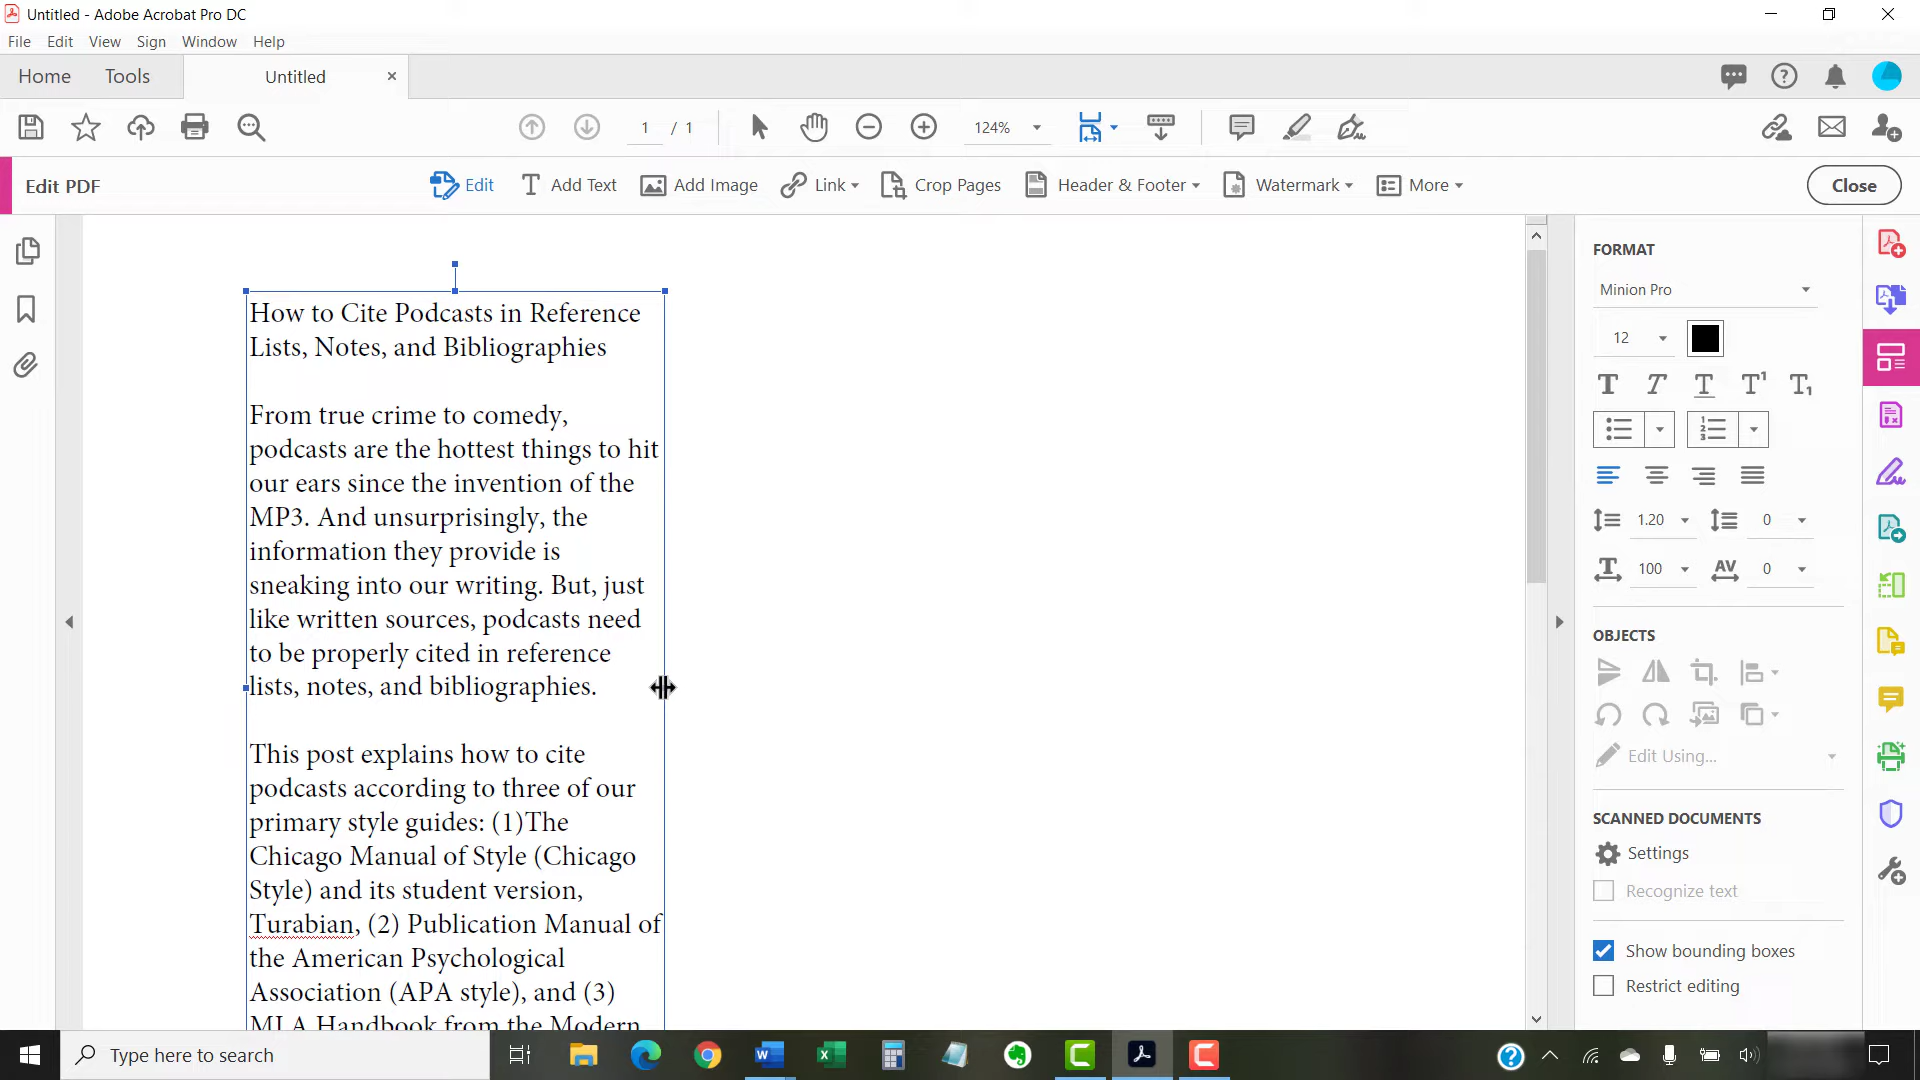 Untitled - Adobe Acrobat Pro DC
File Edit View Sign Window Help
Home Tools Untitled
1 / 1 124%
Edit PDF Edit Add Text Add Image Link Crop Pages Header & Footer Watermark More Close
How to Cite Podcasts in Reference
Lists, Notes, and Bibliographies
From true crime to comedy,
podcasts are the hottest things to hit
our ears since the invention of the
MP3. And unsurprisingly, the
information they provide is
sneaking into our writing. But, just
like written sources, podcasts need
to be properly cited in reference
lists, notes, and bibliographies.
This post explains how to cite
podcasts according to three of our
primary style guides: (1)The
Chicago Manual of Style (Chicago
Style) and its student version,
Turabian, (2) Publication Manual of
the American Psychological
Association (APA style), and (3)
MLA Handbook from the Modern
FORMAT
Minion Pro
12
1.20 0
100 0
OBJECTS
Edit Using...
SCANNED DOCUMENTS
Settings
Recognize text
Show bounding boxes
Restrict editing
Type here to search